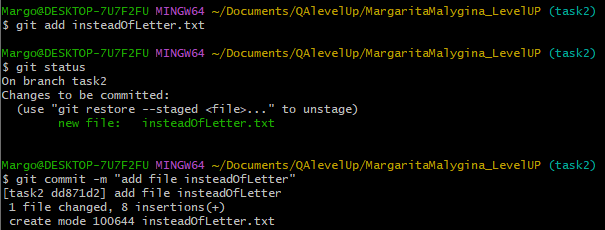 Margo@DESKTOP-7U7F2FU MINGW64 ~/Documents/QAlevelUp/MargaritaMalygina_LevelUP (task2)
$ git add insteadOfLetter.txt

Margo@DESKTOP-7U7F2FU MINGW64 ~/Documents/QAlevelUp/MargaritaMalygina_LevelUP (task2)
$ git status
On branch task2
Changes to be committed:
  (use "git restore --staged <file>..." to unstage)
        new file:   insteadOfLetter.txt

Margo@DESKTOP-7U7F2FU MINGW64 ~/Documents/QAlevelUp/MargaritaMalygina_LevelUP (task2)
$ git commit -m "add file insteadOfLetter"
[task2 dd871d2] add file insteadOfLetter
 1 file changed, 8 insertions(+)
 create mode 100644 insteadOfLetter.txt